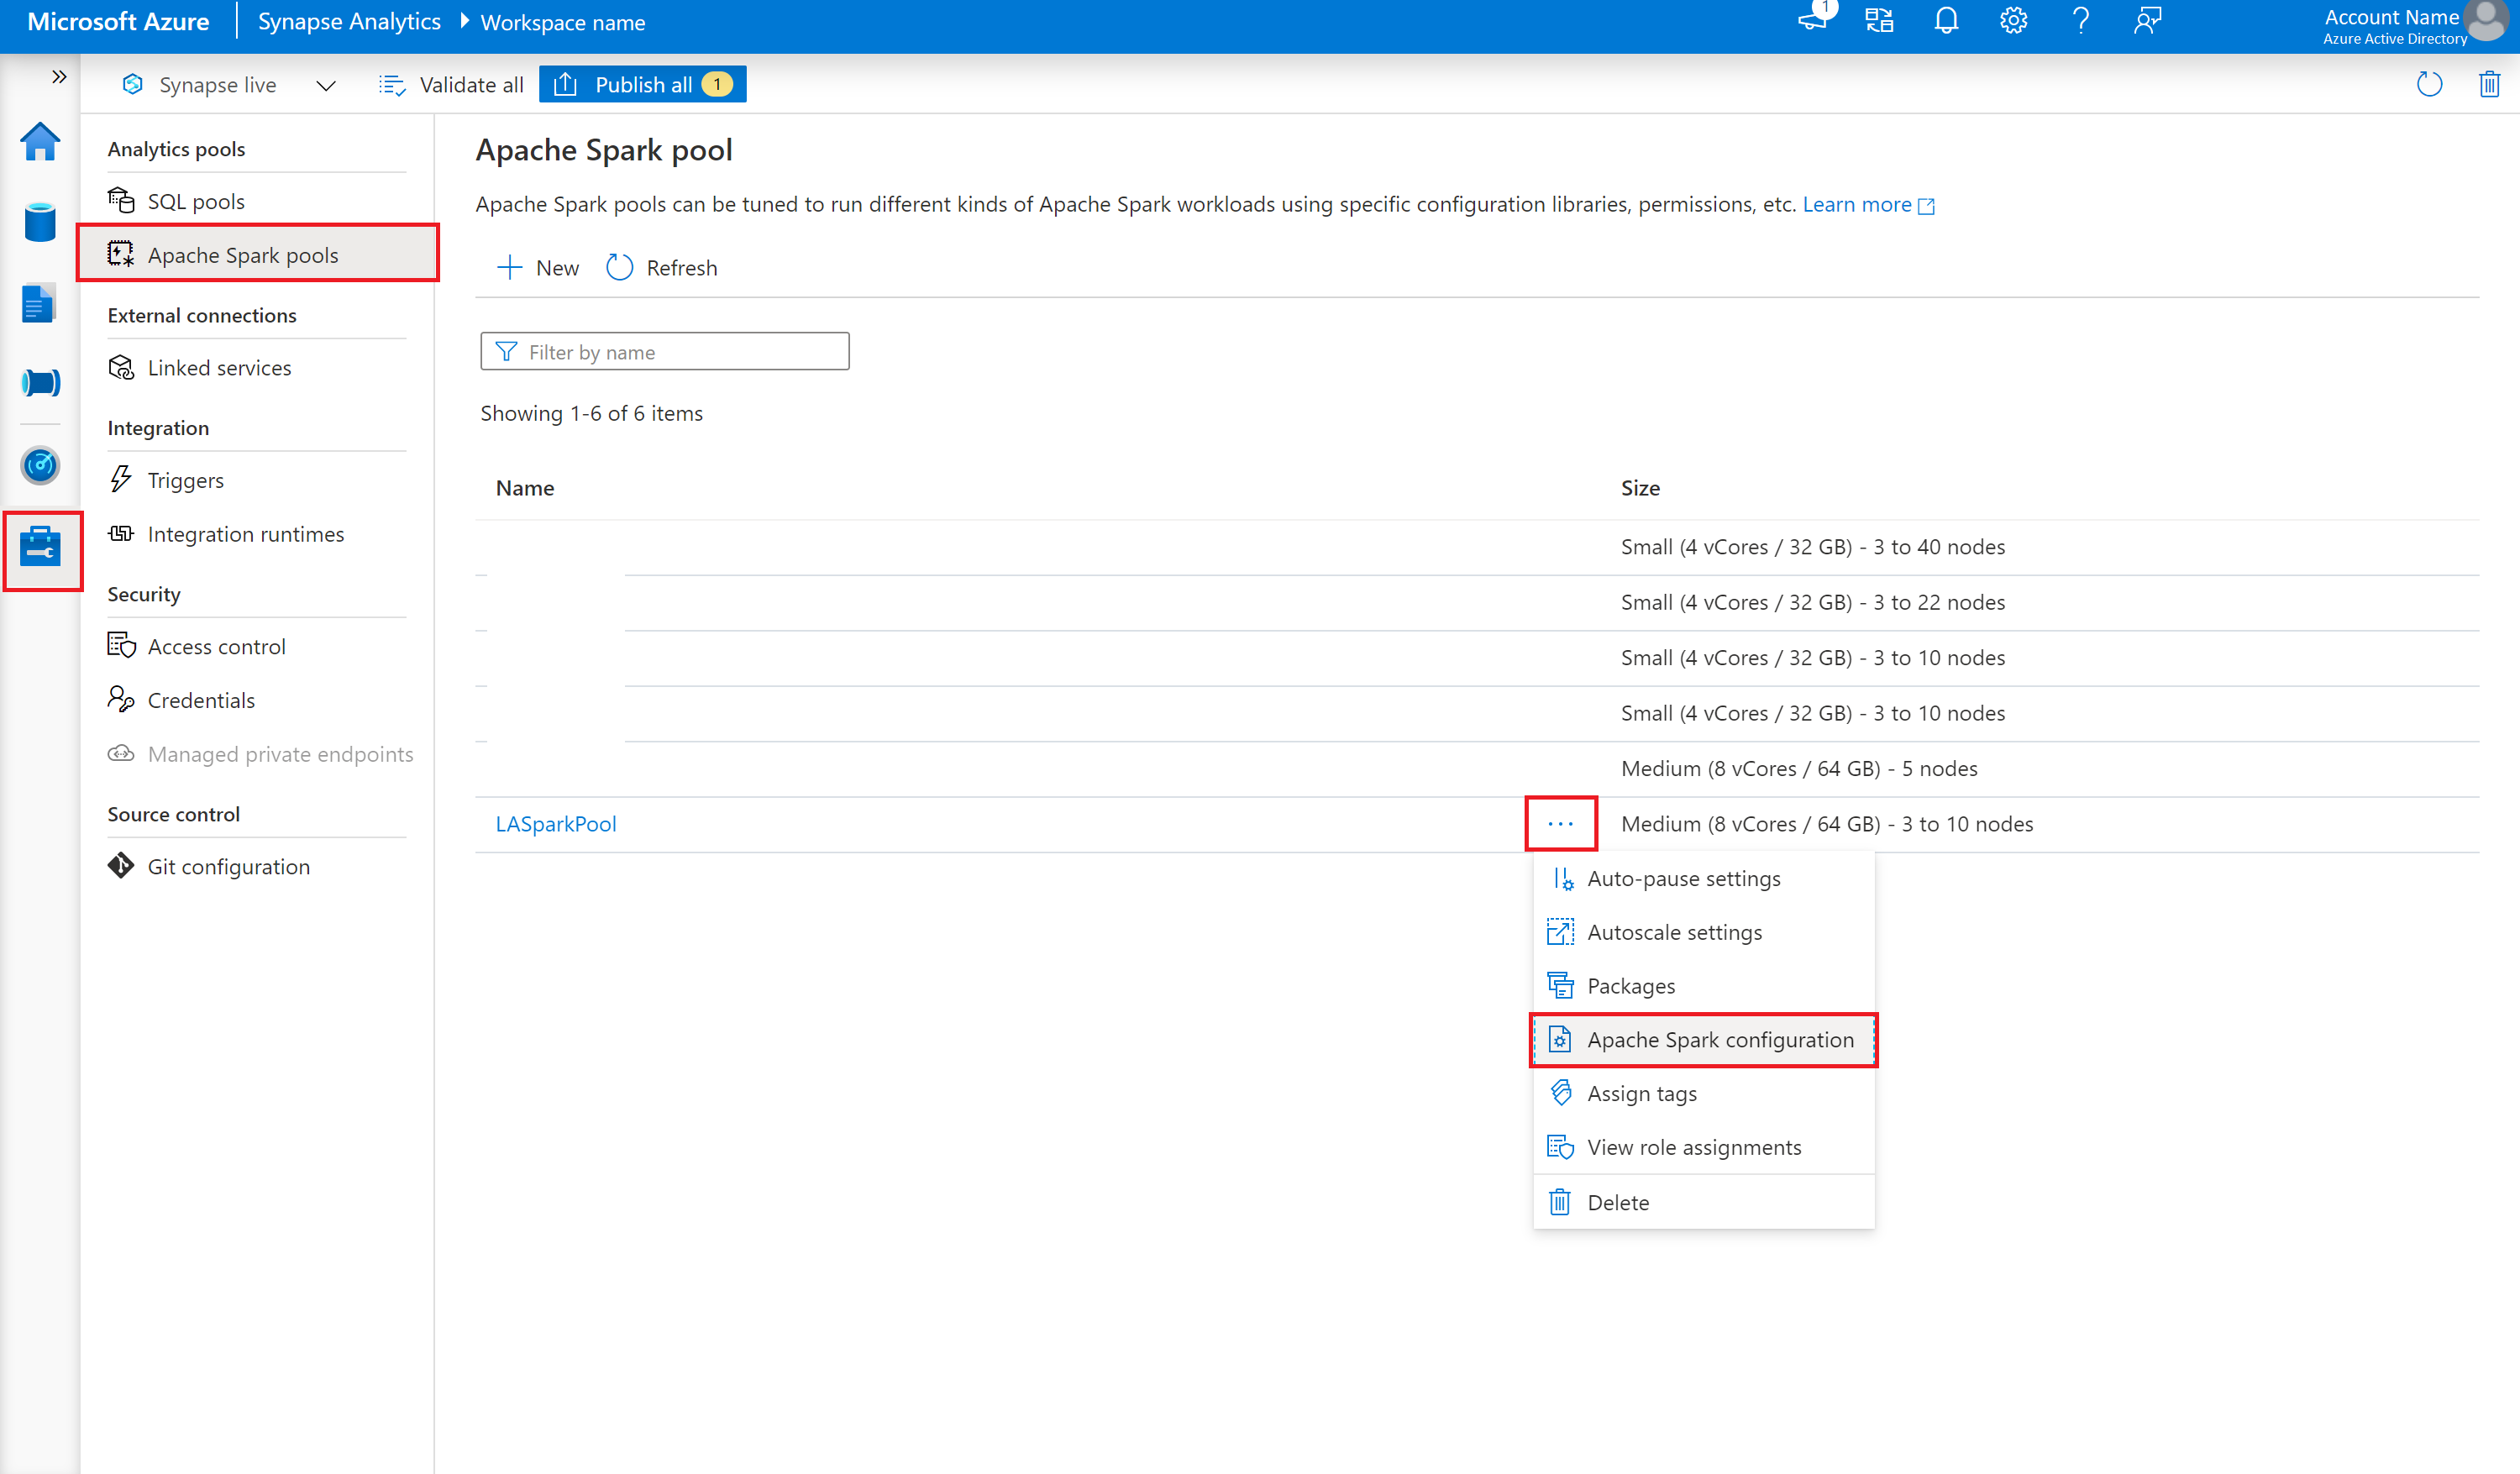 Microsoft Azure
Synapse Analytics
Workspace name
1
Account Name
Azure Active Directory
Synapse live
Validate all
Publish all 1
Analytics pools
SQL pools
Apache Spark pools
External connections
Linked services
Integration
Triggers
Integration runtimes
Security
Access control
Credentials
Managed private endpoints
Source control
Git configuration
Apache Spark pool
Apache Spark pools can be tuned to run different kinds of Apache Spark workloads using specific configuration libraries, permissions, etc. Learn more
New
Refresh
Filter by name
Showing 1-6 of 6 items
Name
Size
Small (4 vCores / 32 GB) - 3 to 40 nodes
Small (4 vCores / 32 GB) - 3 to 22 nodes
Small (4 vCores / 32 GB) - 3 to 10 nodes
Small (4 vCores / 32 GB) - 3 to 10 nodes
Medium (8 vCores / 64 GB) - 5 nodes
LASparkPool
Medium (8 vCores / 64 GB) - 3 to 10 nodes
Auto-pause settings
Autoscale settings
Packages
Apache Spark configuration
Assign tags
View role assignments
Delete